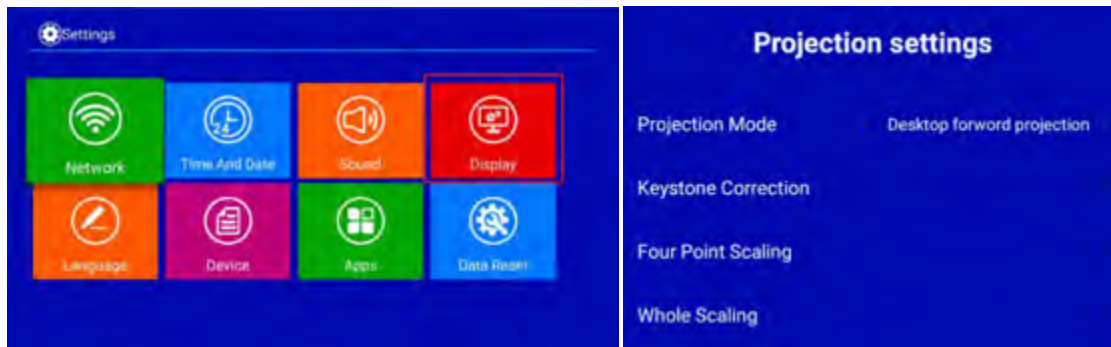 Settings
Network
Time And Date
24
Sound
Display
Language
Device
Apps
Data Reset
Projection settings
Projection Mode Desktop forword projection
Keystone Correction
Four Point Scaling
Whole Scaling